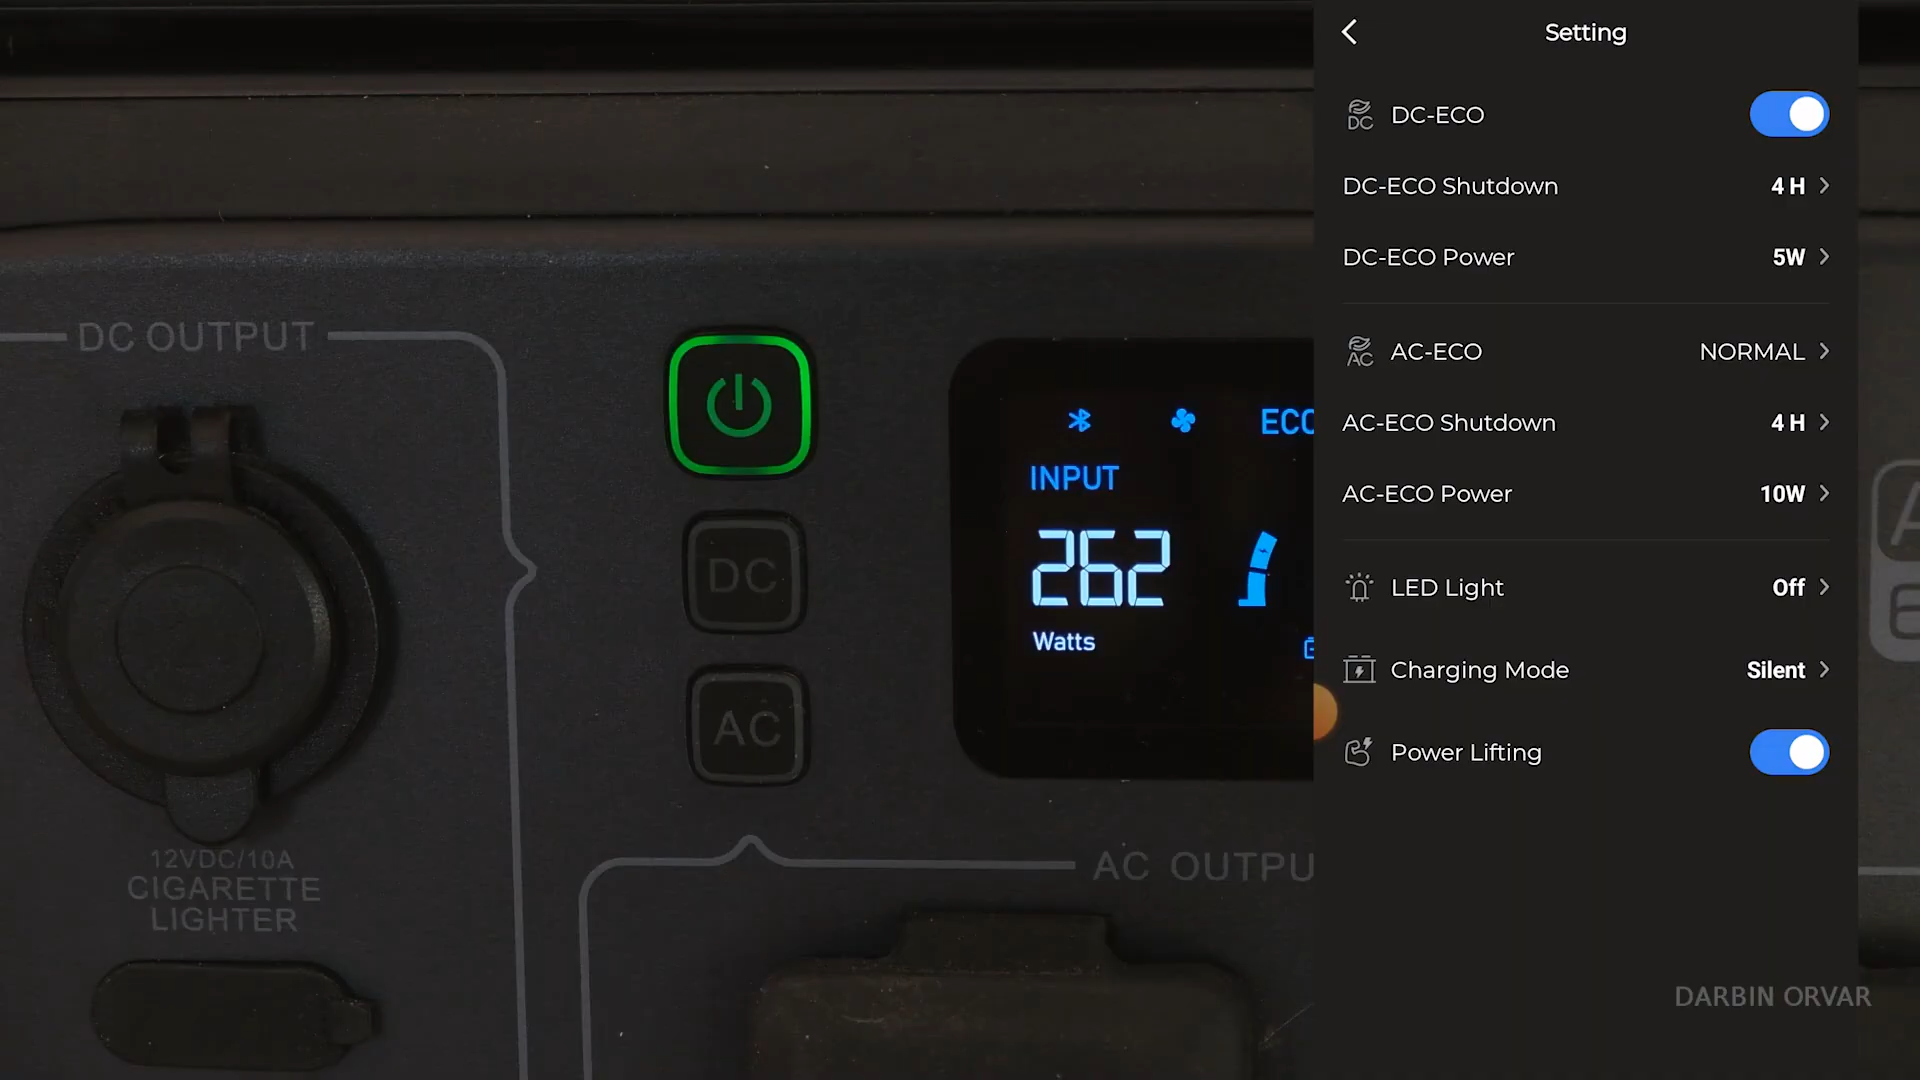 DC OUTPUT
DC
AC
12VDC/10A
CIGARETTE
LIGHTER
INPUT
262
Watts
AC OUTPU
Setting
DC
DC-ECO
DC-ECO Shutdown 4 H
DC-ECO Power 5W
AC
AC-ECO NORMAL
AC-ECO Shutdown 4 H
AC-ECO Power 10W
LED Light Off
Charging Mode Silent
Power Lifting
DARBIN ORVAR